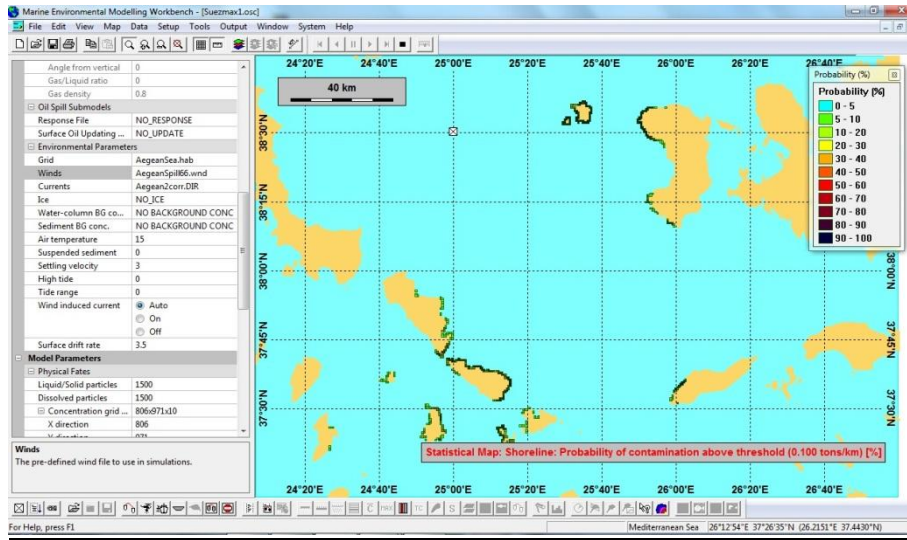 Marine Environmental Modelling Workbench - [Suezmax1.osc]
File Edit View Map Data Setup Tools Output Window System Help
Angle from vertical 0
Gas/Liquid ratio 0
Gas density 0.8
Oil Spill Submodels
Response File NO_RESPONSE
Surface Oil Updating ... NO_UPDATE
Environmental Parameters
Grid AegeanSea.hab
Winds AegeanSpill66.wnd
Currents Aegean2corr.DIR
Ice NO_ICE
Water-column BG co... NO BACKGROUND CONC
Sediment BG conc. NO BACKGROUND CONC
Air temperature 15
Suspended sediment 0
Settling velocity 3
High tide 0
Tide range 0
Wind induced current Auto
On
Off
Surface drift rate 3.5
Model Parameters
Physical Fates
Liquid/Solid particles 1500
Dissolved particles 1500
Concentration grid ... 806x971x10
X direction 806
Y direction 971
Winds
The pre-defined wind file to use in simulations.
24°20'E 24°40'E 25°00'E 25°20'E 25°40'E 26°00'E 26°20'E 26°40'E
40 km
38°30'N
38°15'N
38°00'N
37°45'N
37°30'N
Probability (%)
Probability (%)
0 - 5
5 - 10
10 - 20
20 - 30
30 - 40
40 - 50
50 - 60
60 - 70
70 - 80
80 - 90
90 - 100
38°00'N
37°45'N
37°30'N
Statistical Map: Shoreline: Probability of contamination above threshold (0.100 tons/km) [%]
24°20'E 24°40'E 25°00'E 25°20'E 25°40'E 26°00'E 26°20'E 26°40'E
For Help, press F1
Mediterranean Sea 26°12'54"E 37°26'35"N (26.2151°E 37.4430°N)